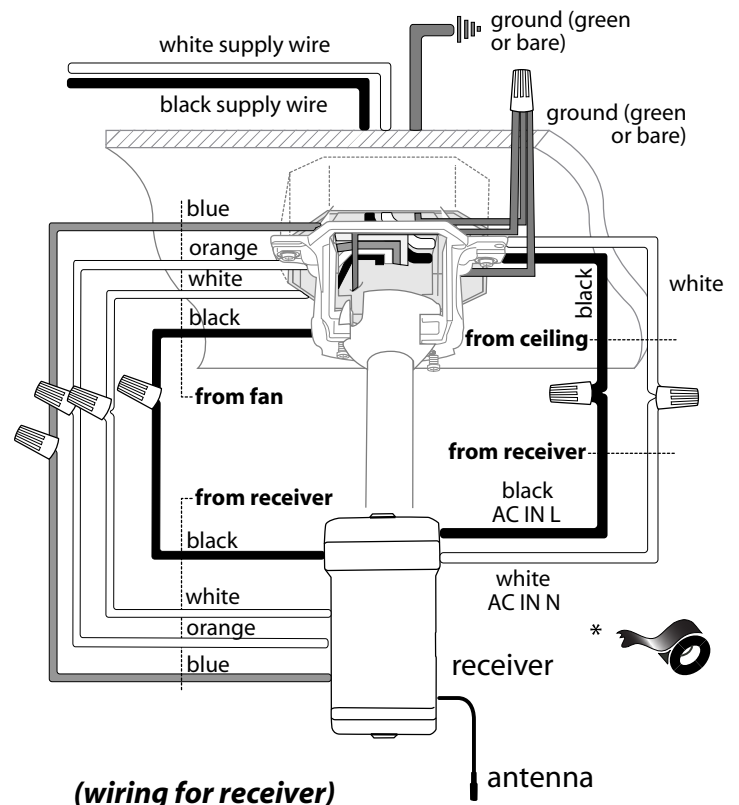 white supply wire
black supply wire
ground (green
or bare)
ground (green
or bare)
blue
orange
white
black
black
white
from ceiling
from fan
from receiver
from receiver
black
AC IN L
black
white
AC IN N
white
orange
blue
*
receiver
antenna
(wiring for receiver)